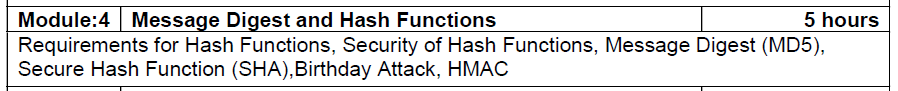 Module:4 Message Digest and Hash Functions 5 hours
Requirements for Hash Functions, Security of Hash Functions, Message Digest (MD5),
Secure Hash Function (SHA),Birthday Attack, HMAC